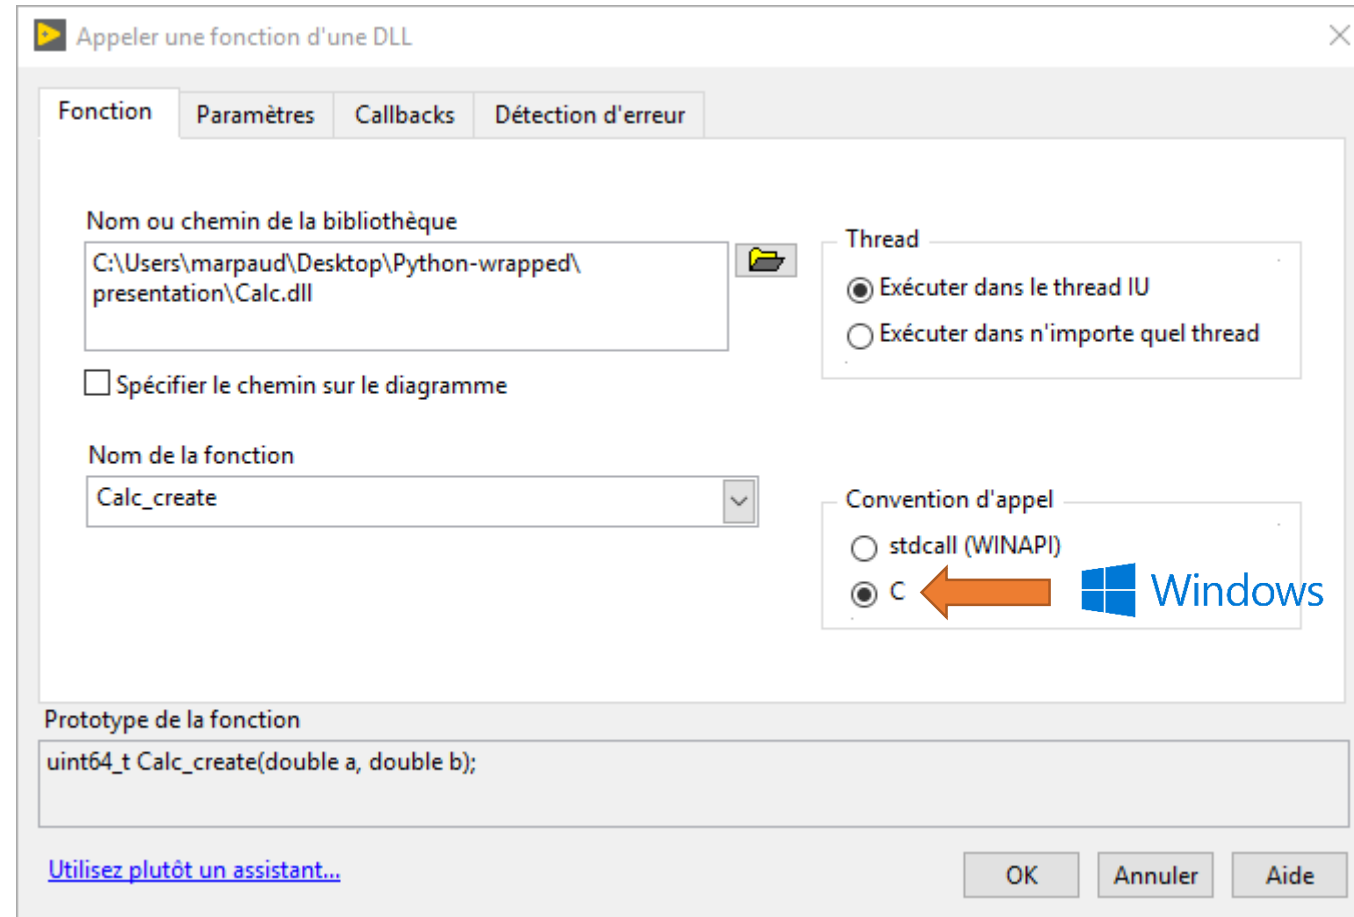 Appeler une fonction d'une DLL
Fonction Paramètres Callbacks Détection d'erreur
Nom ou chemin de la bibliothèque
C:\Users\marpaud\Desktop\Python-wrapped\
presentation\Calc.dll
Thread
Exécuter dans le thread IU
Exécuter dans n'importe quel thread
Spécifier le chemin sur le diagramme
Nom de la fonction
Calc_create
Convention d'appel
stdcall (WINAPI)
C
Windows
Prototype de la fonction
uint64_t Calc_create(double a, double b);
Utilisez plutôt un assistant...
OK Annuler Aide